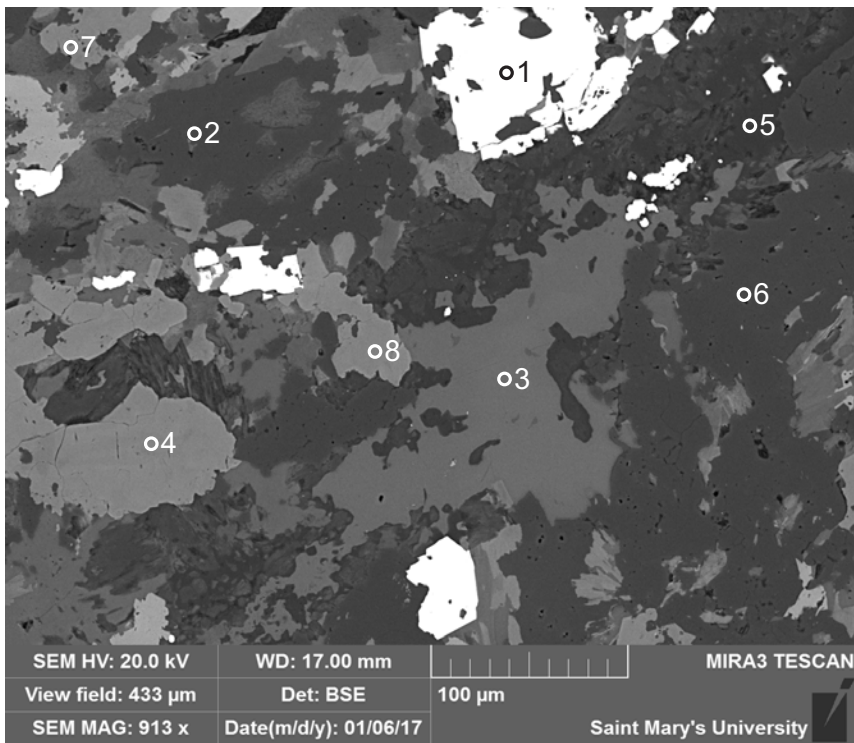 7
1
2
5
6
8
3
4
SEM HV: 20.0 kV WD: 17.00 mm MIRA3 TESCAN
View field: 433 µm Det: BSE 100 µm
SEM MAG: 913 x Date(m/d/y): 01/06/17 Saint Mary's University